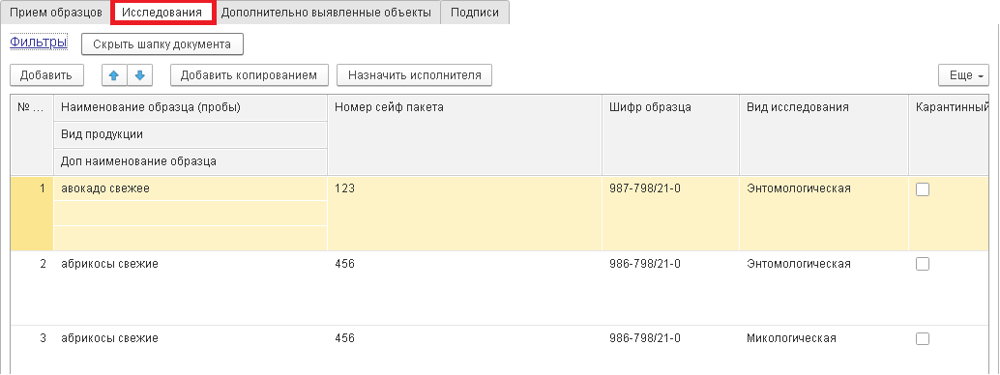 Прием образцов Исследования Дополнительно выявленные объекты Подписи
Фильтры Скрыть шапку документа
Добавить Добавить копированием Назначить исполнителя Еще
№ ... Наименование образца (пробы) Номер сейф пакета Шифр образца Вид исследования Карантинный
Вид продукции
Доп наименование образца
1 авокадо свежее 123 987-798/21-0 Энтомологическая
2 абрикосы свежие 456 986-798/21-0 Энтомологическая
3 абрикосы свежие 456 986-798/21-0 Микологическая